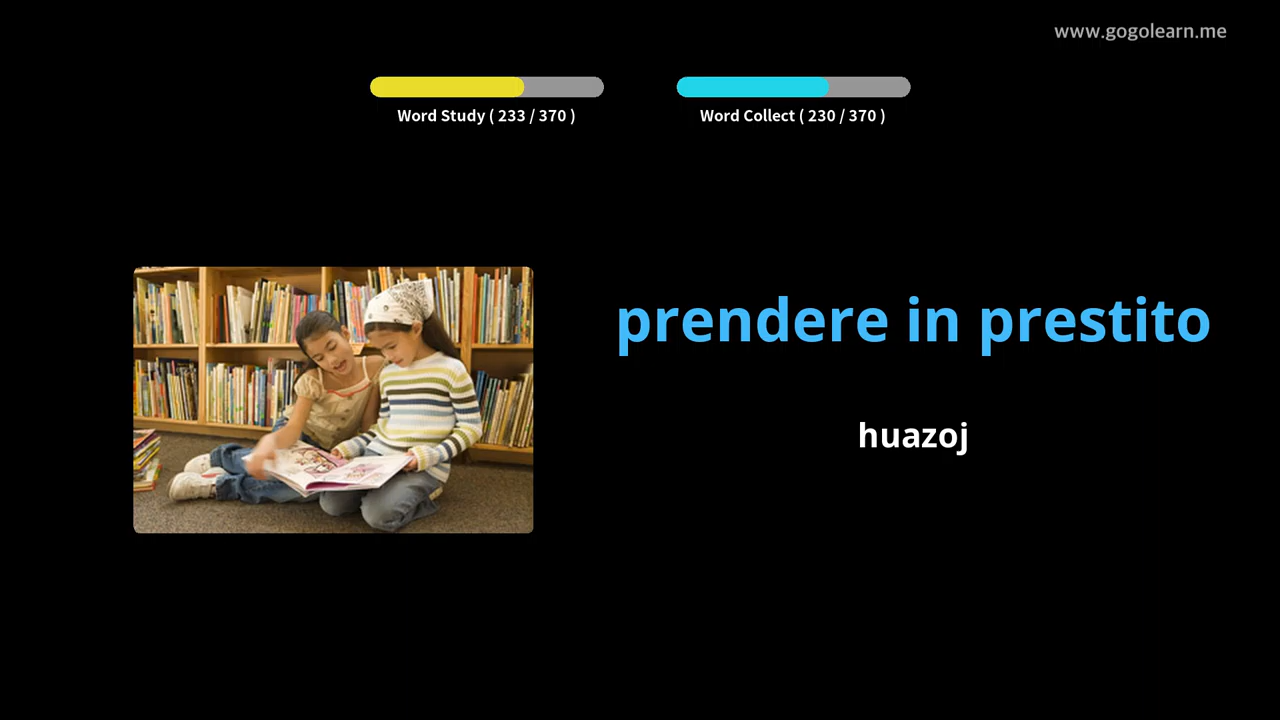 www.gogolearn.me
Word Study ( 233 / 370 )
Word Collect ( 230 / 370 )
prendere in prestito
huazoj